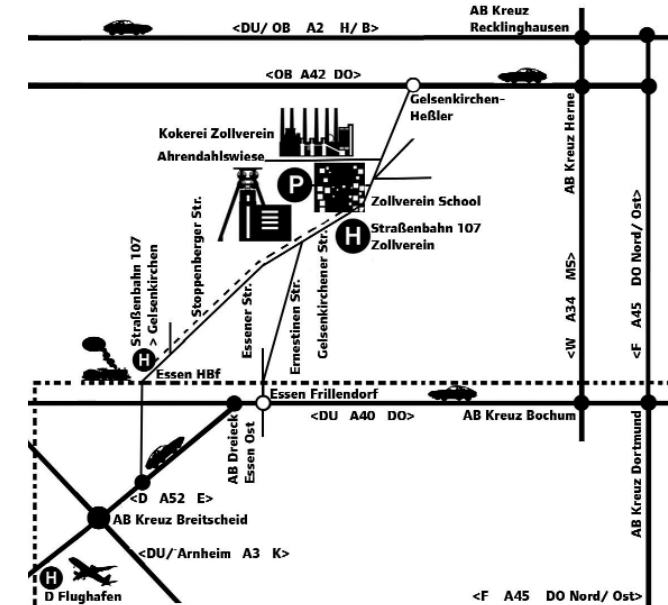 AB Kreuz
Recklinghausen
<DU/ OB A2 H/ B>
<OB A42 DO>
Gelsenkirchen-
Heßler
Kokerei Zollverein
Ahrendahlswiese
AB Kreuz Herne
P
Zollverein School
H
Straßenbahn 107
Zollverein
Stoppenberger Str.
Straßenbahn 107
> Gelsenkirchen
Essener Str.
Ernestinen Str.
Gelsenkirchener Str.
<W A34 MS>
<F A45 DO Nord/ Ost>
H
Essen HBf
Essen Frillendorf
<DU A40 DO>
AB Kreuz Bochum
AB Dreieck
Essen Ost
AB Kreuz Dortmund
<D A52 E>
AB Kreuz Breitscheid
<DU/ Arnheim A3 K>
H
D Flughafen
<F A45 DO Nord/ Ost>